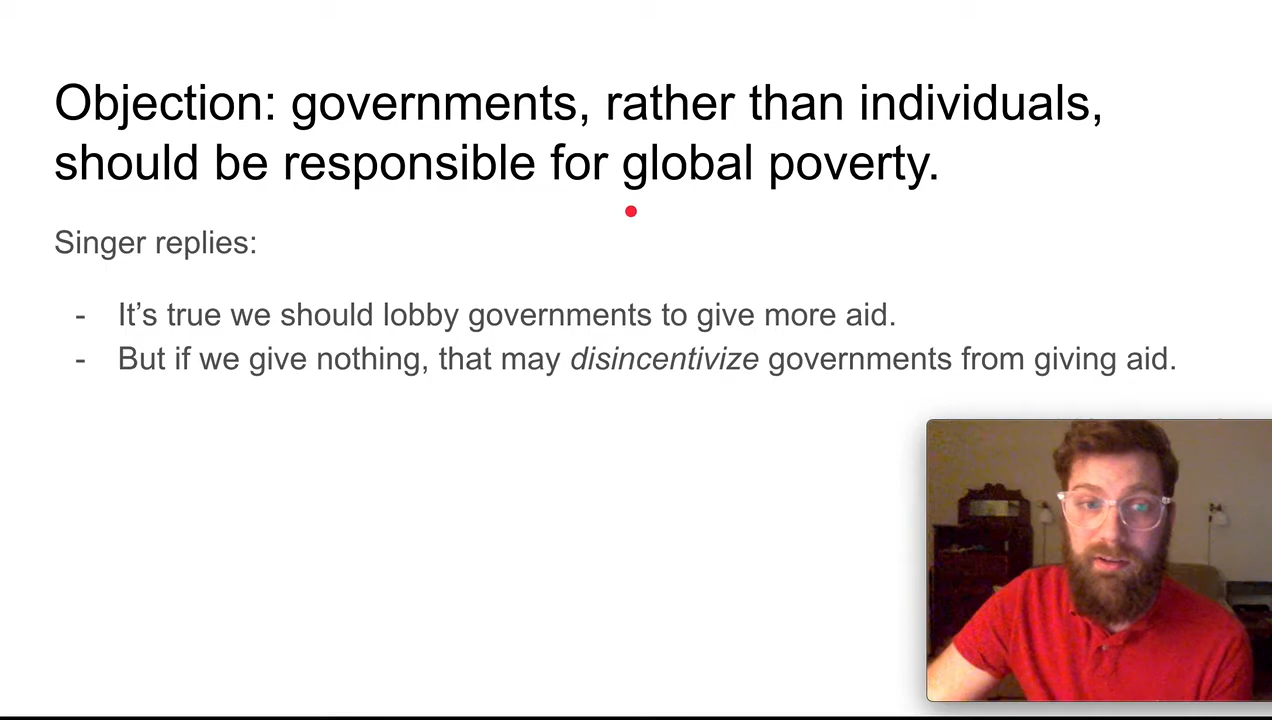 Objection: governments, rather than individuals,
should be responsible for global poverty.
Singer replies:
- It’s true we should lobby governments to give more aid.
- But if we give nothing, that may disincentivize governments from giving aid.